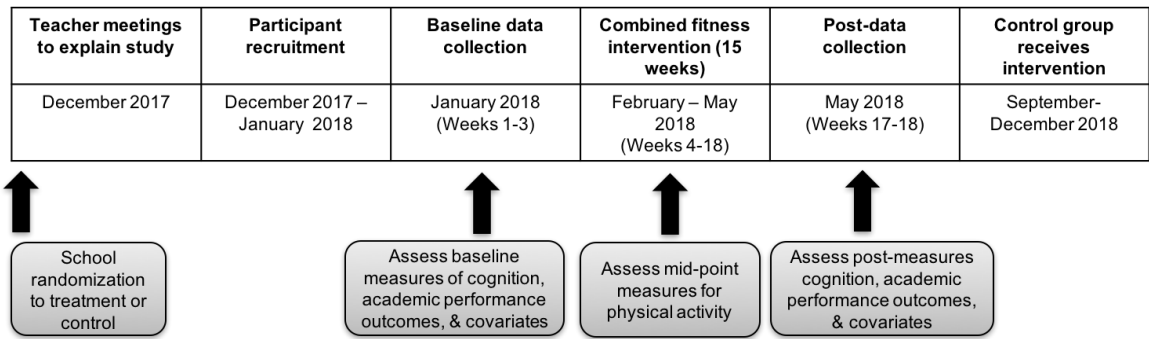 Teacher meetings
to explain study
Participant
recruitment
Baseline data
collection
Combined fitness
intervention (15
weeks)
Post-data
collection
Control group
receives
intervention
December 2017
December 2017 –
January 2018
January 2018
(Weeks 1-3)
February – May
2018
(Weeks 4-18)
May 2018
(Weeks 17-18)
September-
December 2018
School
randomization
to treatment or
control
Assess baseline
measures of cognition,
academic performance
outcomes, & covariates
Assess mid-point
measures for
physical activity
Assess post-measures
cognition, academic
performance outcomes,
& covariates